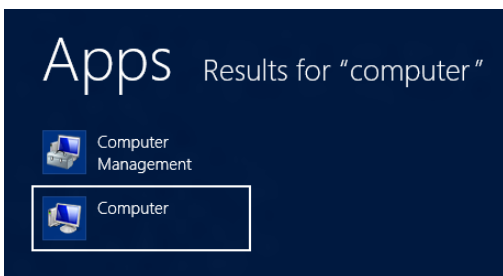 Apps Results for “computer”
Computer
Management
Computer